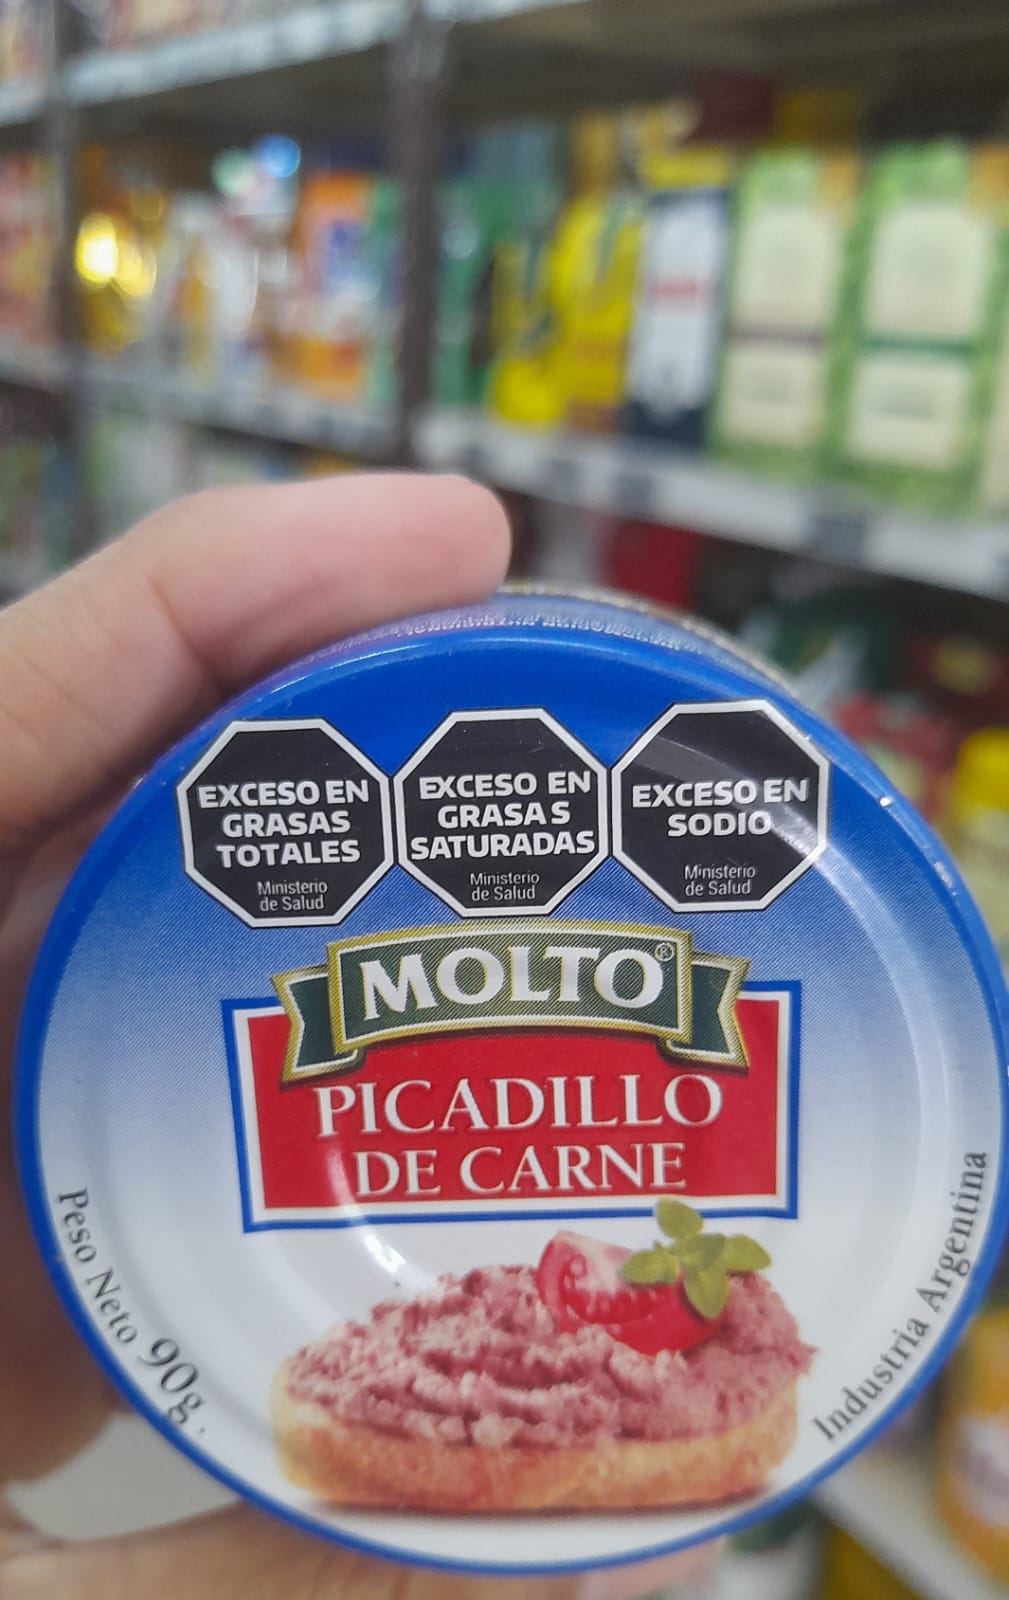 EXCESO EN
GRASAS
TOTALES
Ministerio
de Salud
EXCESO EN
GRASAS
SATURADAS
Ministerio
de Salud
EXCESO EN
SODIO
Ministerio
de Salud
MOLTO®
PICADILLO
DE CARNE
Peso Neto 90g.
Industria Argentina